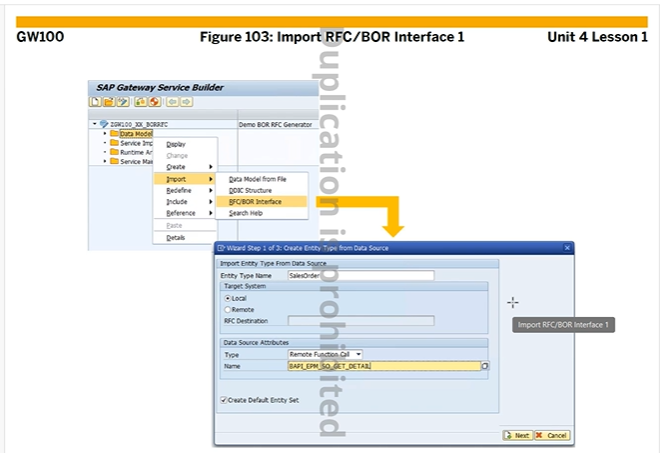 GW100 Figure 103: Import RFC/BOR Interface 1 Unit 4 Lesson 1
SAP Gateway Service Builder
ZGW100_XX_BORRFC Demo BOR RFC Generator
Data Model
Service Imp
Runtime Ar
Service Mai
Display
Change
Create
Import
Redefine
Include
Reference
Paste
Details
Data Model from File
DDIC Structure
RFC/BOR Interface
Search Help
Wizard Step 1 of 3: Create Entity Type from Data Source
Import Entity Type From Data Source
Entity Type Name SalesOrder
Target System
Local
Remote
RFC Destination
Data Source Attributes
Type Remote Function Call
Name BAPI_EPM_SO_GET_DETAIL
Create Default Entity Set
Next Cancel
Import RFC/BOR Interface 1
Duplication is prohibited